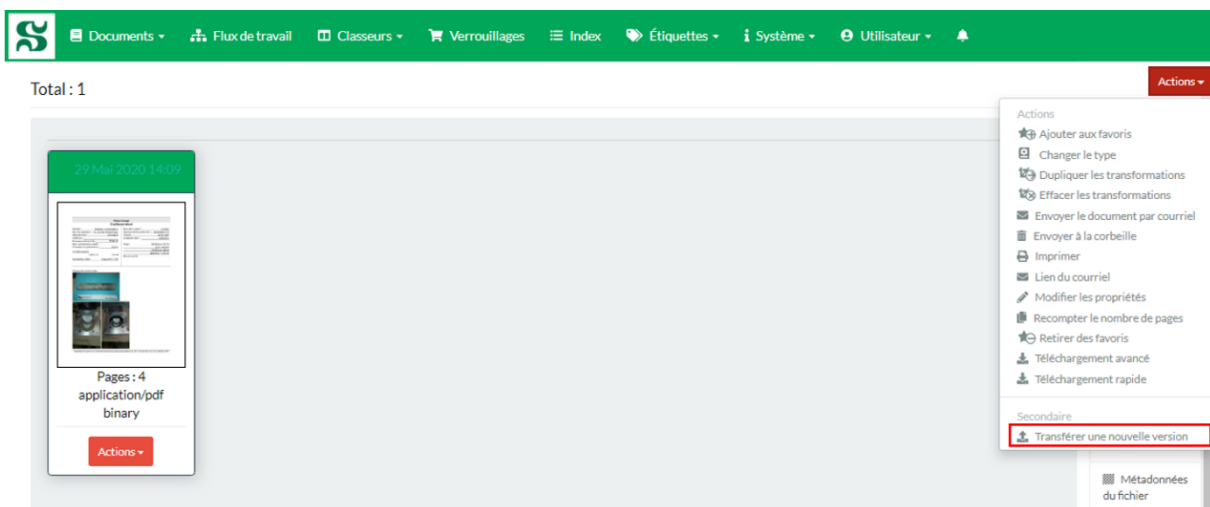 Documents
Flux de travail
Classeurs
Verrouillages
Index
Étiquettes
Système
Utilisateur
Total : 1
Actions
29 Mai 2020 14:09
Pages : 4
application/pdf
binary
Actions
Actions
Ajouter aux favoris
Changer le type
Dupliquer les transformations
Effacer les transformations
Envoyer le document par courriel
Envoyer à la corbeille
Imprimer
Lien du courriel
Modifier les propriétés
Recompter le nombre de pages
Retirer des favoris
Téléchargement avancé
Téléchargement rapide
Secondaire
Transférer une nouvelle version
Métadonnées
du fichier